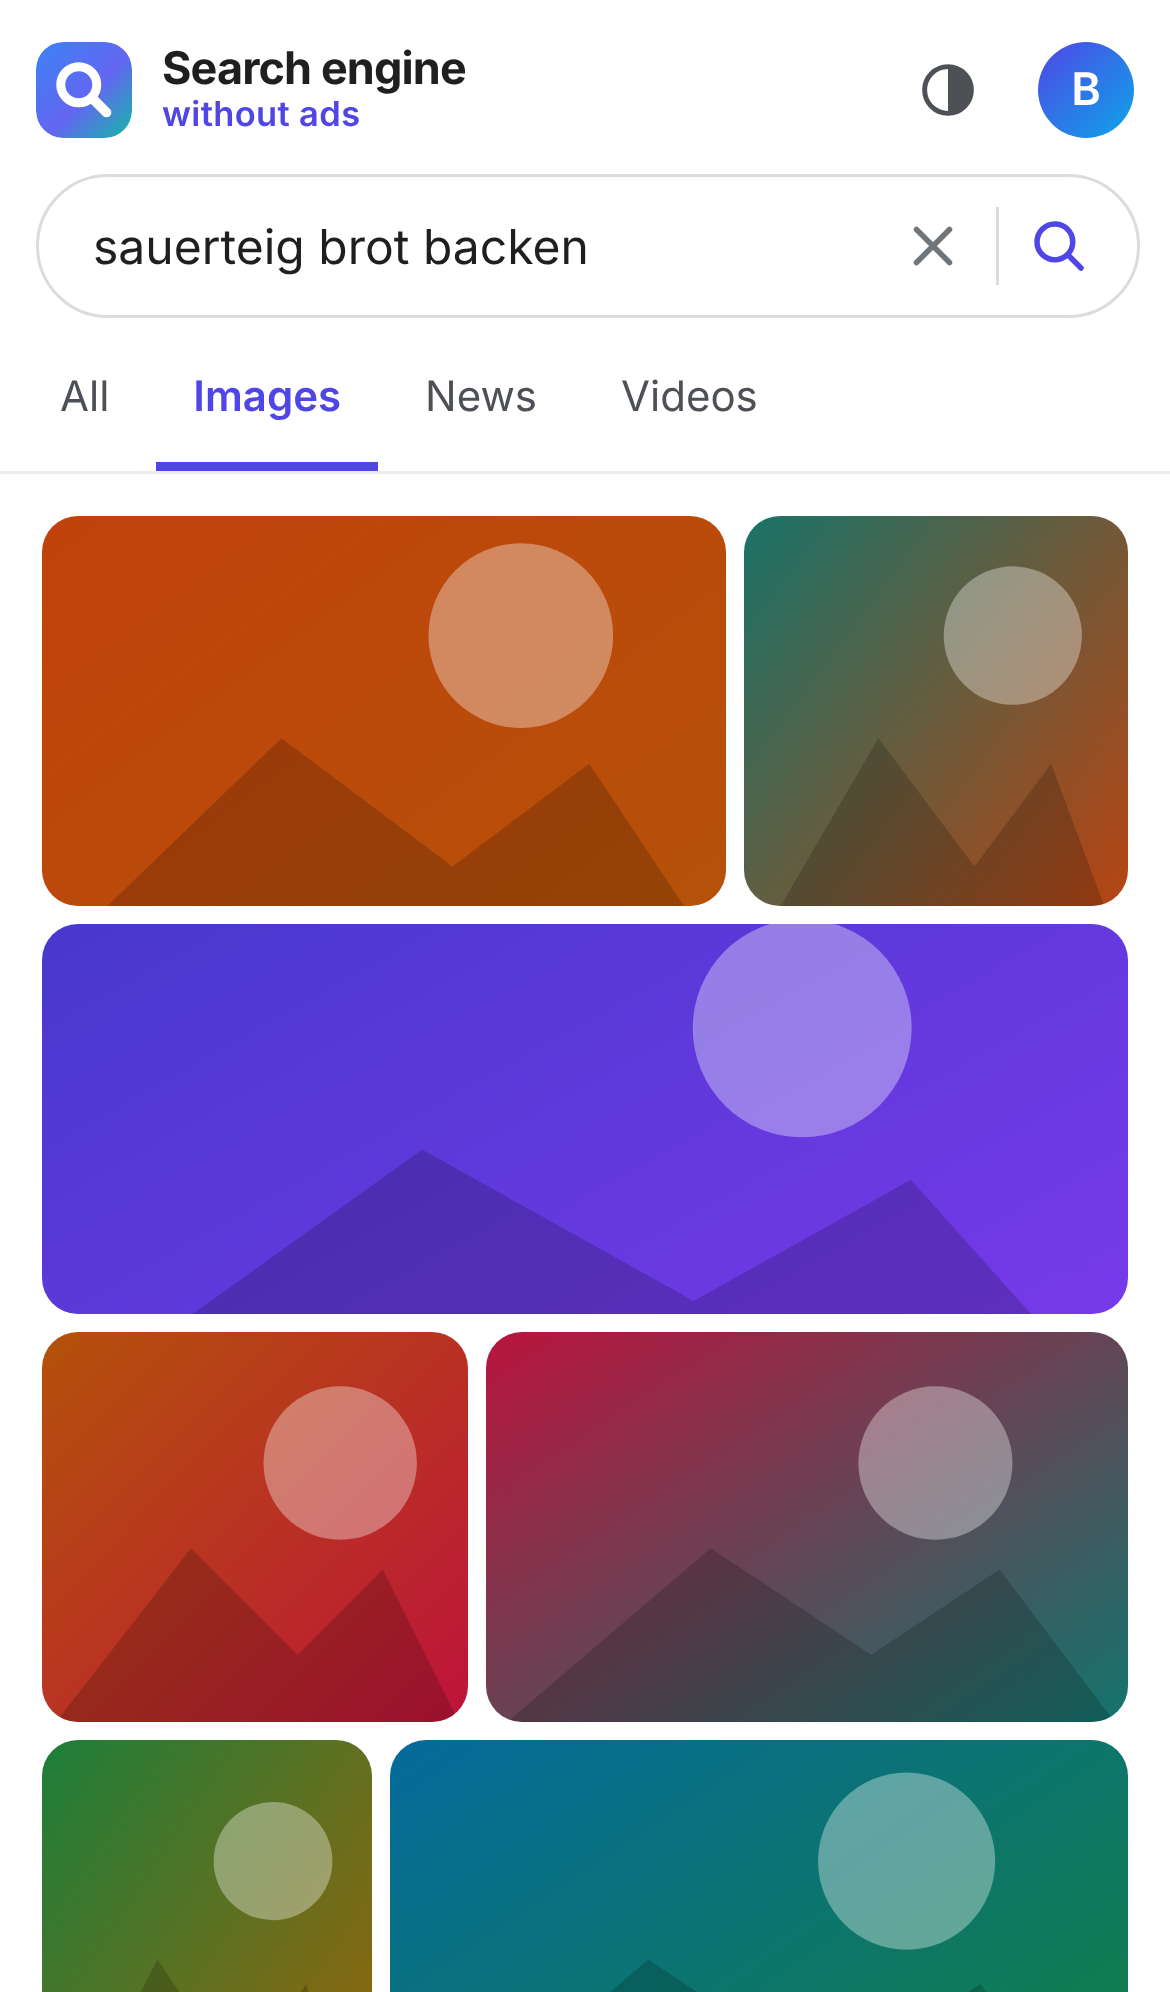 Search engine
without ads
B
sauerteig brot backen
All
Images
News
Videos